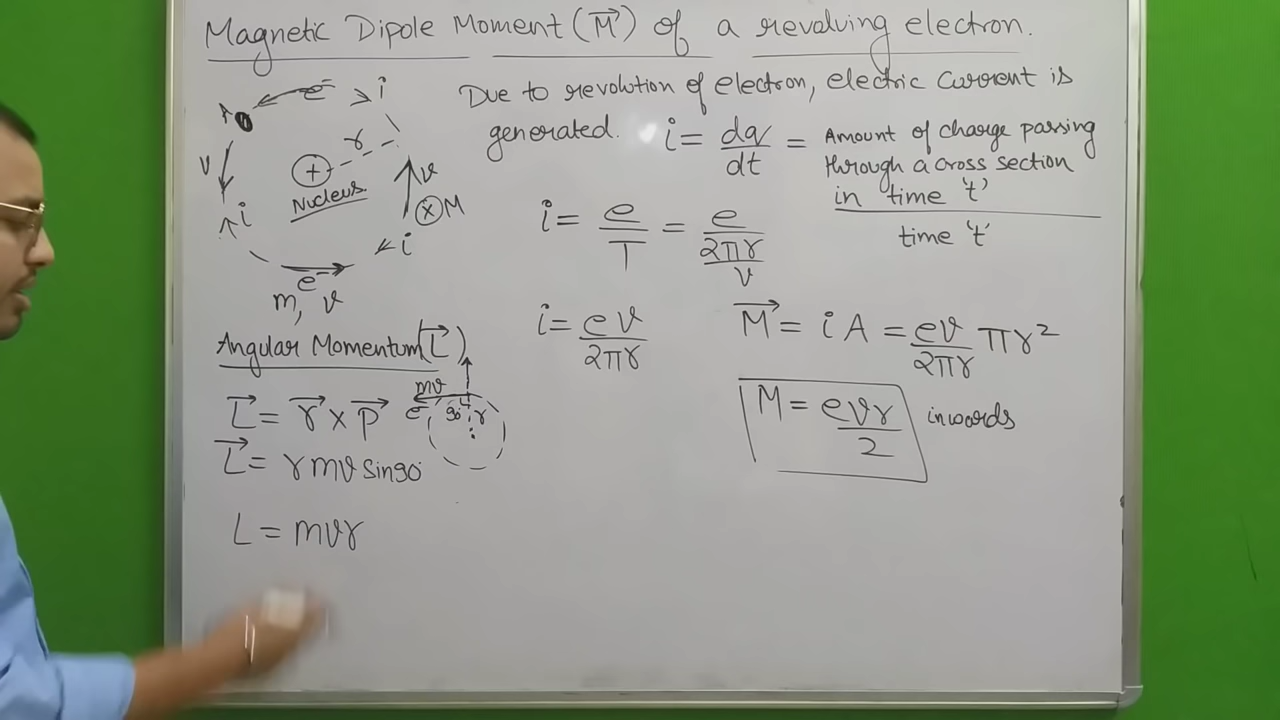 Magnetic Dipole Moment (M⃗) of a revolving electron.
Due to revolution of electron, electric current is
generated. i = dq/dt = Amount of charge passing
through a cross section
in time 't'
time 't'
e⁻ i
r
v
+
Nucleus
v
i
⊗ M
i
e⁻
m, v
i = e/T = e/(2πr/v)
i = ev/2πr
M⃗ = i A = ev/2πr πr²
M = evr/2 inwards
Angular Momentum (L⃗)
mv
e⁻ 90 r
L⃗ = r⃗ × p⃗
L⃗ = r mv sin90
L = mvr